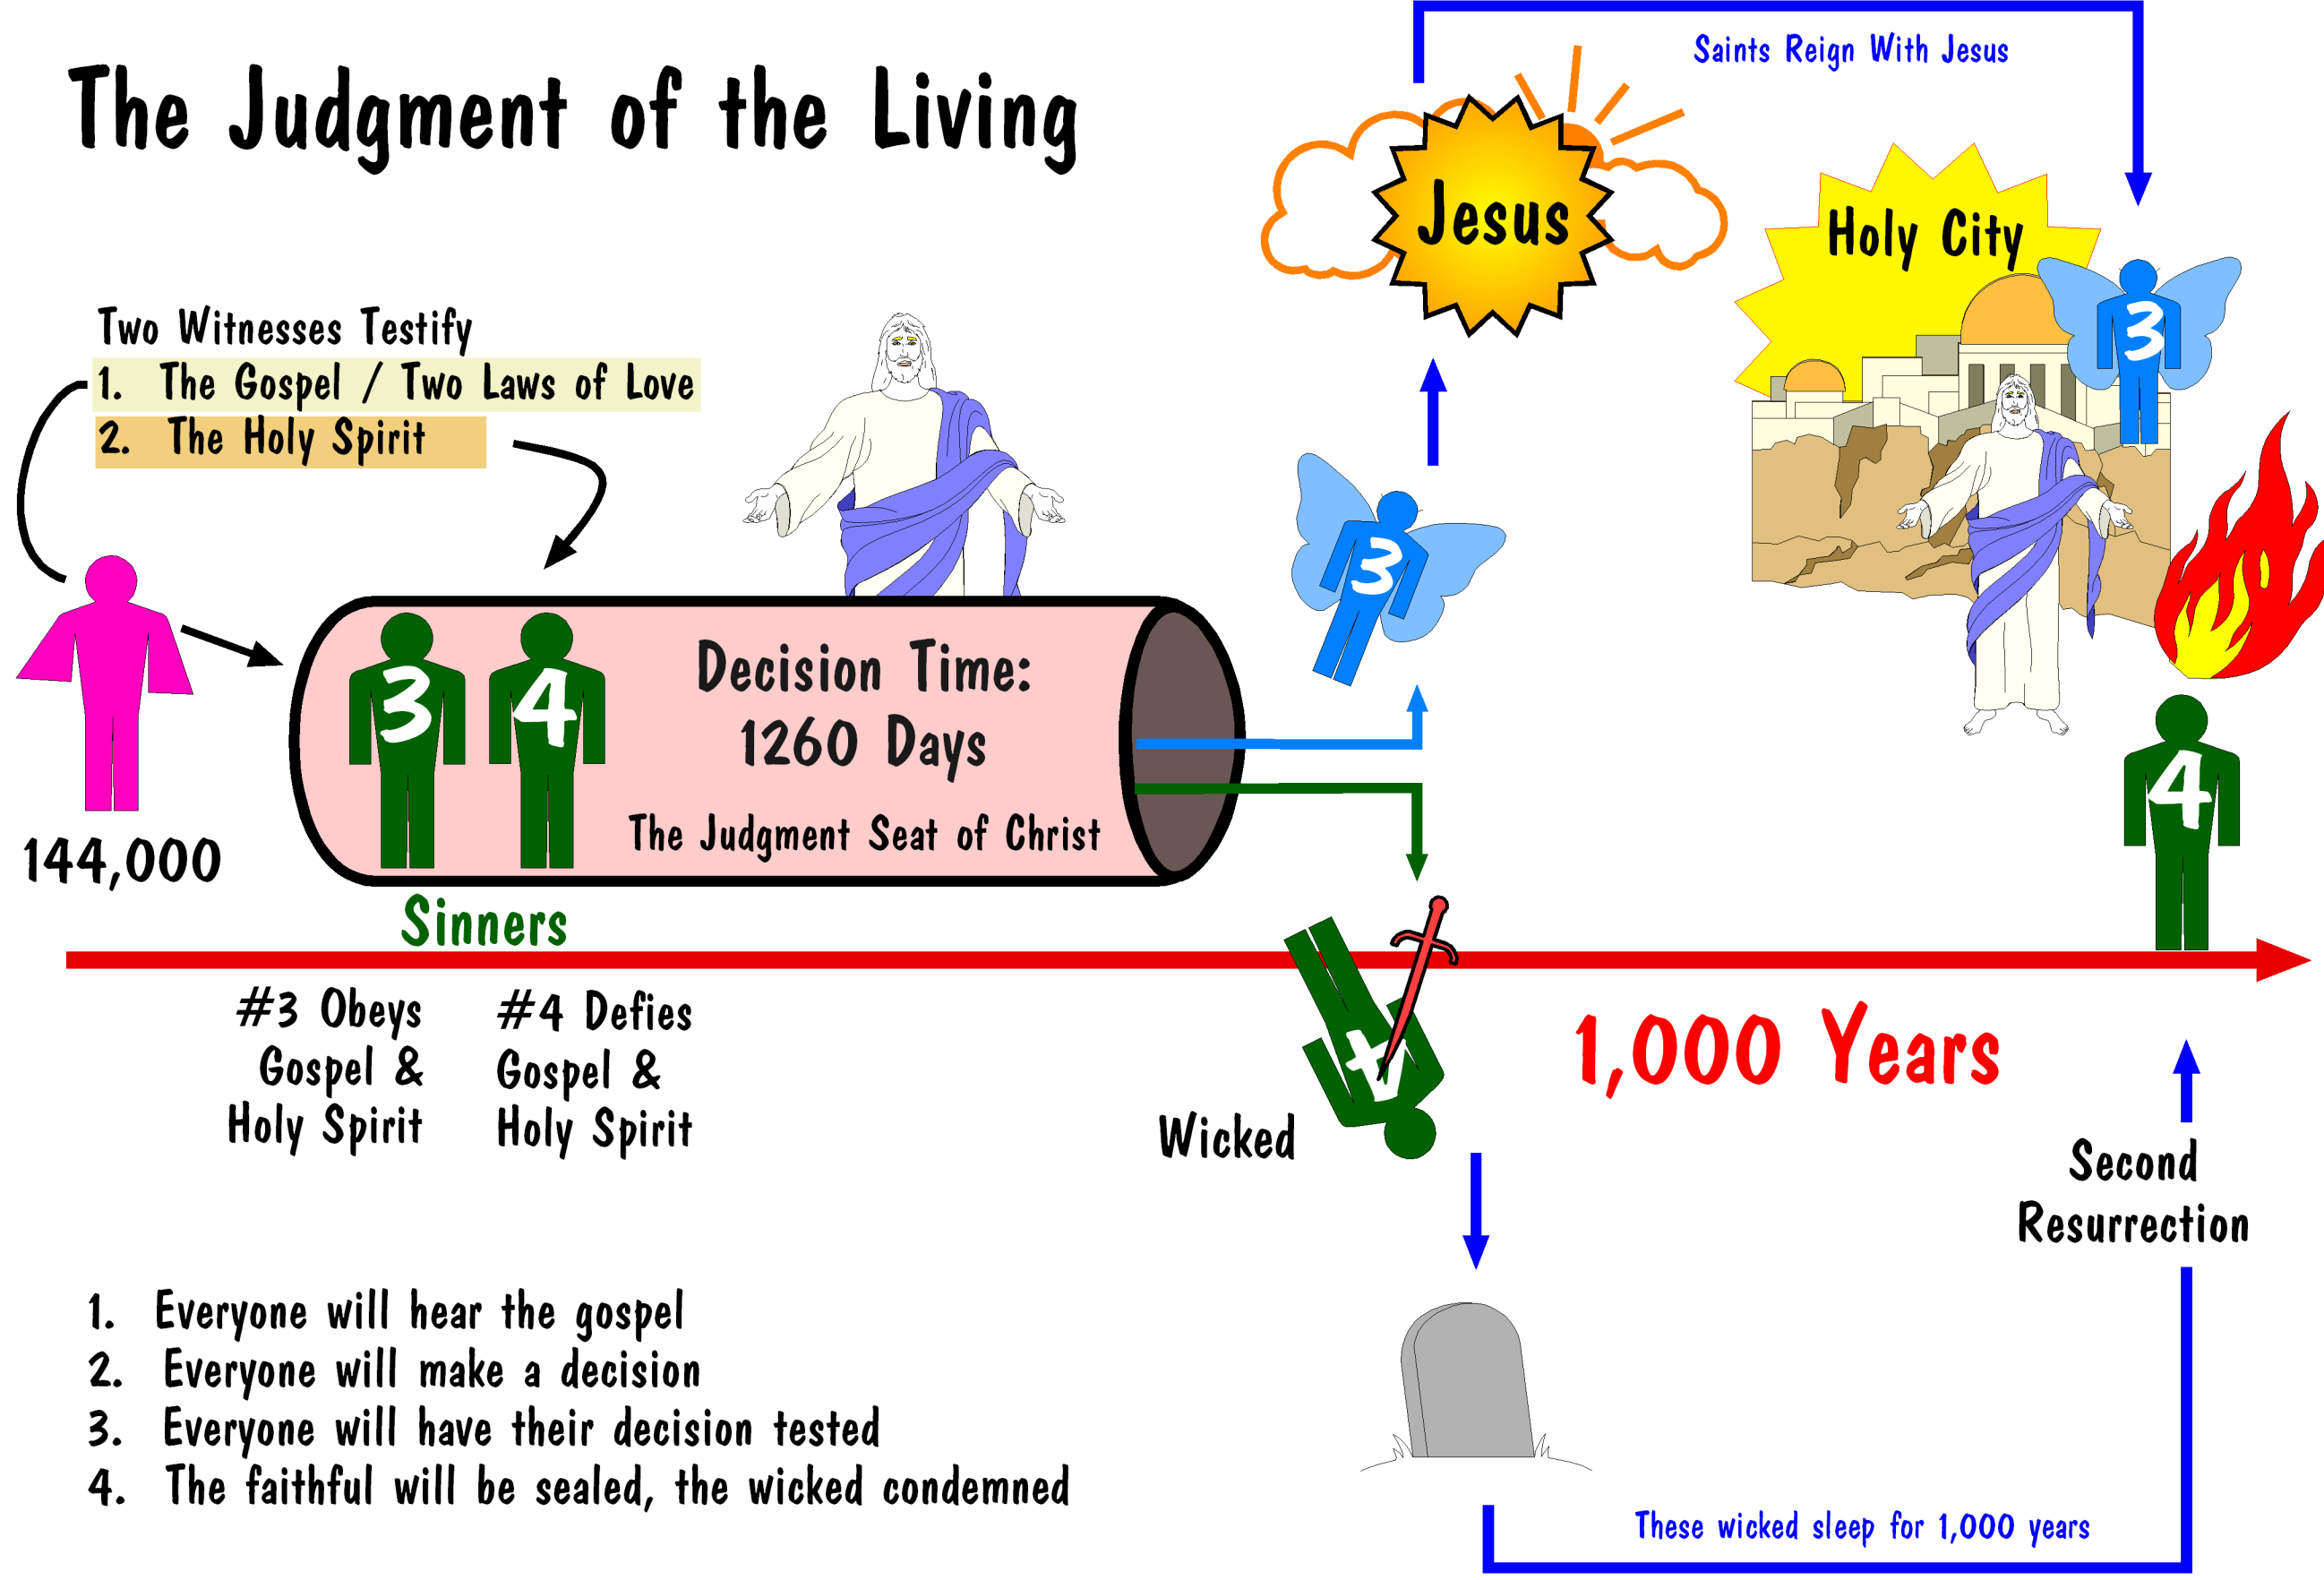 The Judgment of the Living
Saints Reign With Jesus
Jesus
Holy City
3
Two Witnesses Testify
1. The Gospel / Two Laws of Love
2. The Holy Spirit
3
144,000
3 4
Decision Time:
1260 Days
The Judgment Seat of Christ
Sinners
4
#3 Obeys
Gospel &
Holy Spirit
#4 Defies
Gospel &
Holy Spirit
4
Wicked
1,000 Years
Second
Resurrection
1. Everyone will hear the gospel
2. Everyone will make a decision
3. Everyone will have their decision tested
4. The faithful will be sealed, the wicked condemned
These wicked sleep for 1,000 years